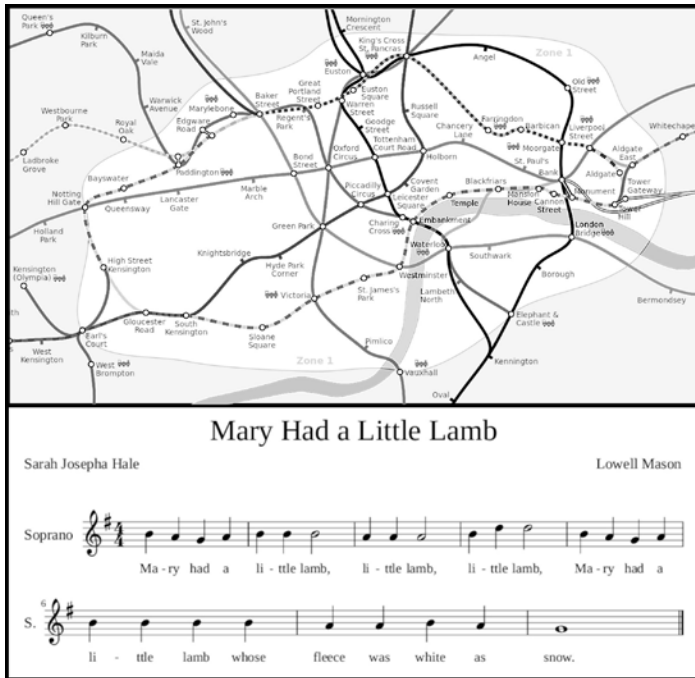 Queen's
Park
Kilburn
Park
St. John's
Wood
Mornington
Crescent
King's Cross
St. Pancras
Maida
Vale
Euston
Angel
Zone 1
Old
Street
Warwick
Avenue
Westbourne
Park
Royal
Oak
Edgware
Road
Marylebone
Baker
Street
Great
Portland
Street
Regent's
Park
Euston
Square
Warren
Street
Russell
Square
Farringdon
Barbican
Liverpool
Street
Moorgate
Aldgate
East
Whitechapel
Ladbroke
Grove
Bayswater
Paddington
Goodge
Street
Tottenham
Court Road
Oxford
Circus
Bond
Street
Holborn
Chancery
Lane
St. Paul's
Bank
Aldgate
Tower
Gateway
Tower
Hill
Notting
Hill Gate
Queensway
Lancaster
Gate
Marble
Arch
Piccadilly
Circus
Covent
Garden
Leicester
Square
Blackfriars
Temple
Mansion
House
Cannon
Street
Monument
Holland
Park
Green Park
Charing
Cross
Embankment
London
Bridge
High Street
Kensington
Knightsbridge
Hyde Park
Corner
Waterloo
Westminster
Southwark
Kensington
(Olympia)
St. James's
Park
Victoria
Lambeth
North
Borough
Bermondsey
th
Earl's
Court
Gloucester
Road
South
Kensington
Sloane
Square
Pimlico
Elephant &
Castle
West
Kensington
West
Brompton
Zone 1
Vauxhall
Kennington
Oval
Mary Had a Little Lamb
Sarah Josepha Hale Lowell Mason
Soprano
4
4
Ma - ry had a li - ttle lamb, li - ttle lamb, li - ttle lamb, Ma - ry had a
6
S.
li - ttle lamb whose fleece was white as snow.